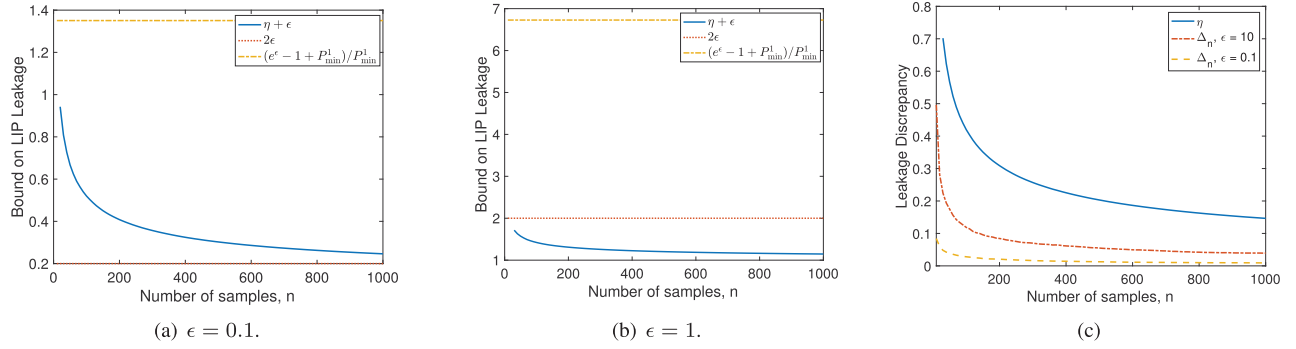 1.4
1.2
1
0.8
0.6
0.4
0.2
0
200
400
600
800
1000
Bound on LIP Leakage
Number of samples, n
η + ϵ
2ϵ
(e^ϵ − 1 + P^1_min)/P^1_min
(a) ϵ = 0.1.
7
6
5
4
3
2
1
0
200
400
600
800
1000
Bound on LIP Leakage
Number of samples, n
η + ϵ
2ϵ
(e^ϵ − 1 + P^1_min)/P^1_min
(b) ϵ = 1.
0.8
0.7
0.6
0.5
0.4
0.3
0.2
0.1
0
200
400
600
800
1000
Leakage Discrepancy
Number of samples, n
η
Δ_n, ϵ = 10
Δ_n, ϵ = 0.1
(c)